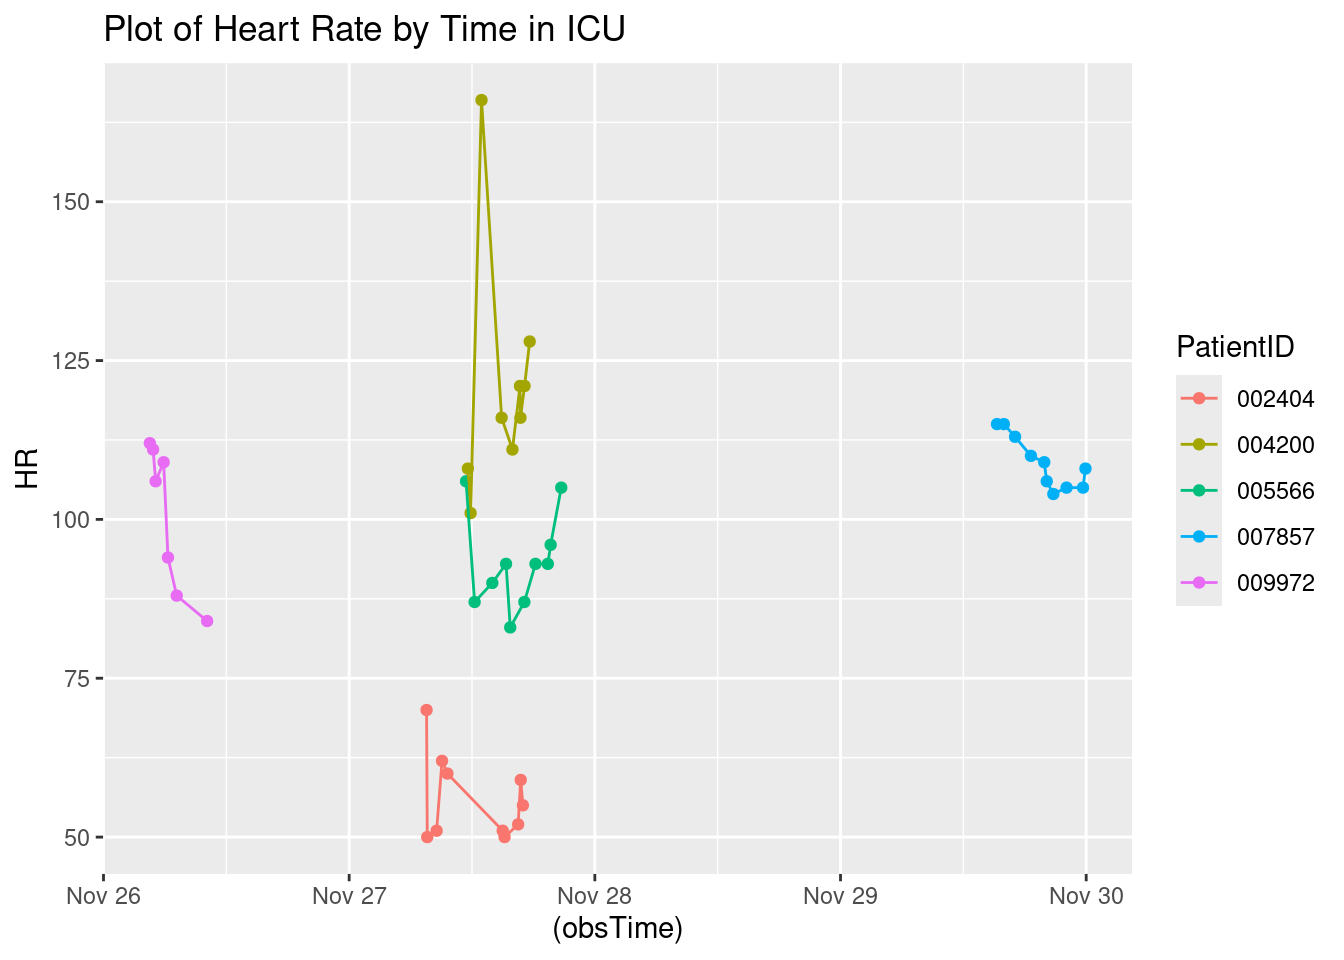 Plot of Heart Rate by Time in ICU
HR
150
125
100
75
50
Nov 26
Nov 27
Nov 28
Nov 29
Nov 30
(obsTime)
PatientID
002404
004200
005566
007857
009972